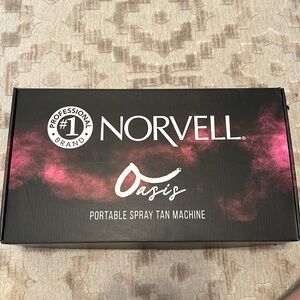 PROFESSIONAL
#1
BRAND
NORVELL®
Oasis
PORTABLE SPRAY TAN MACHINE